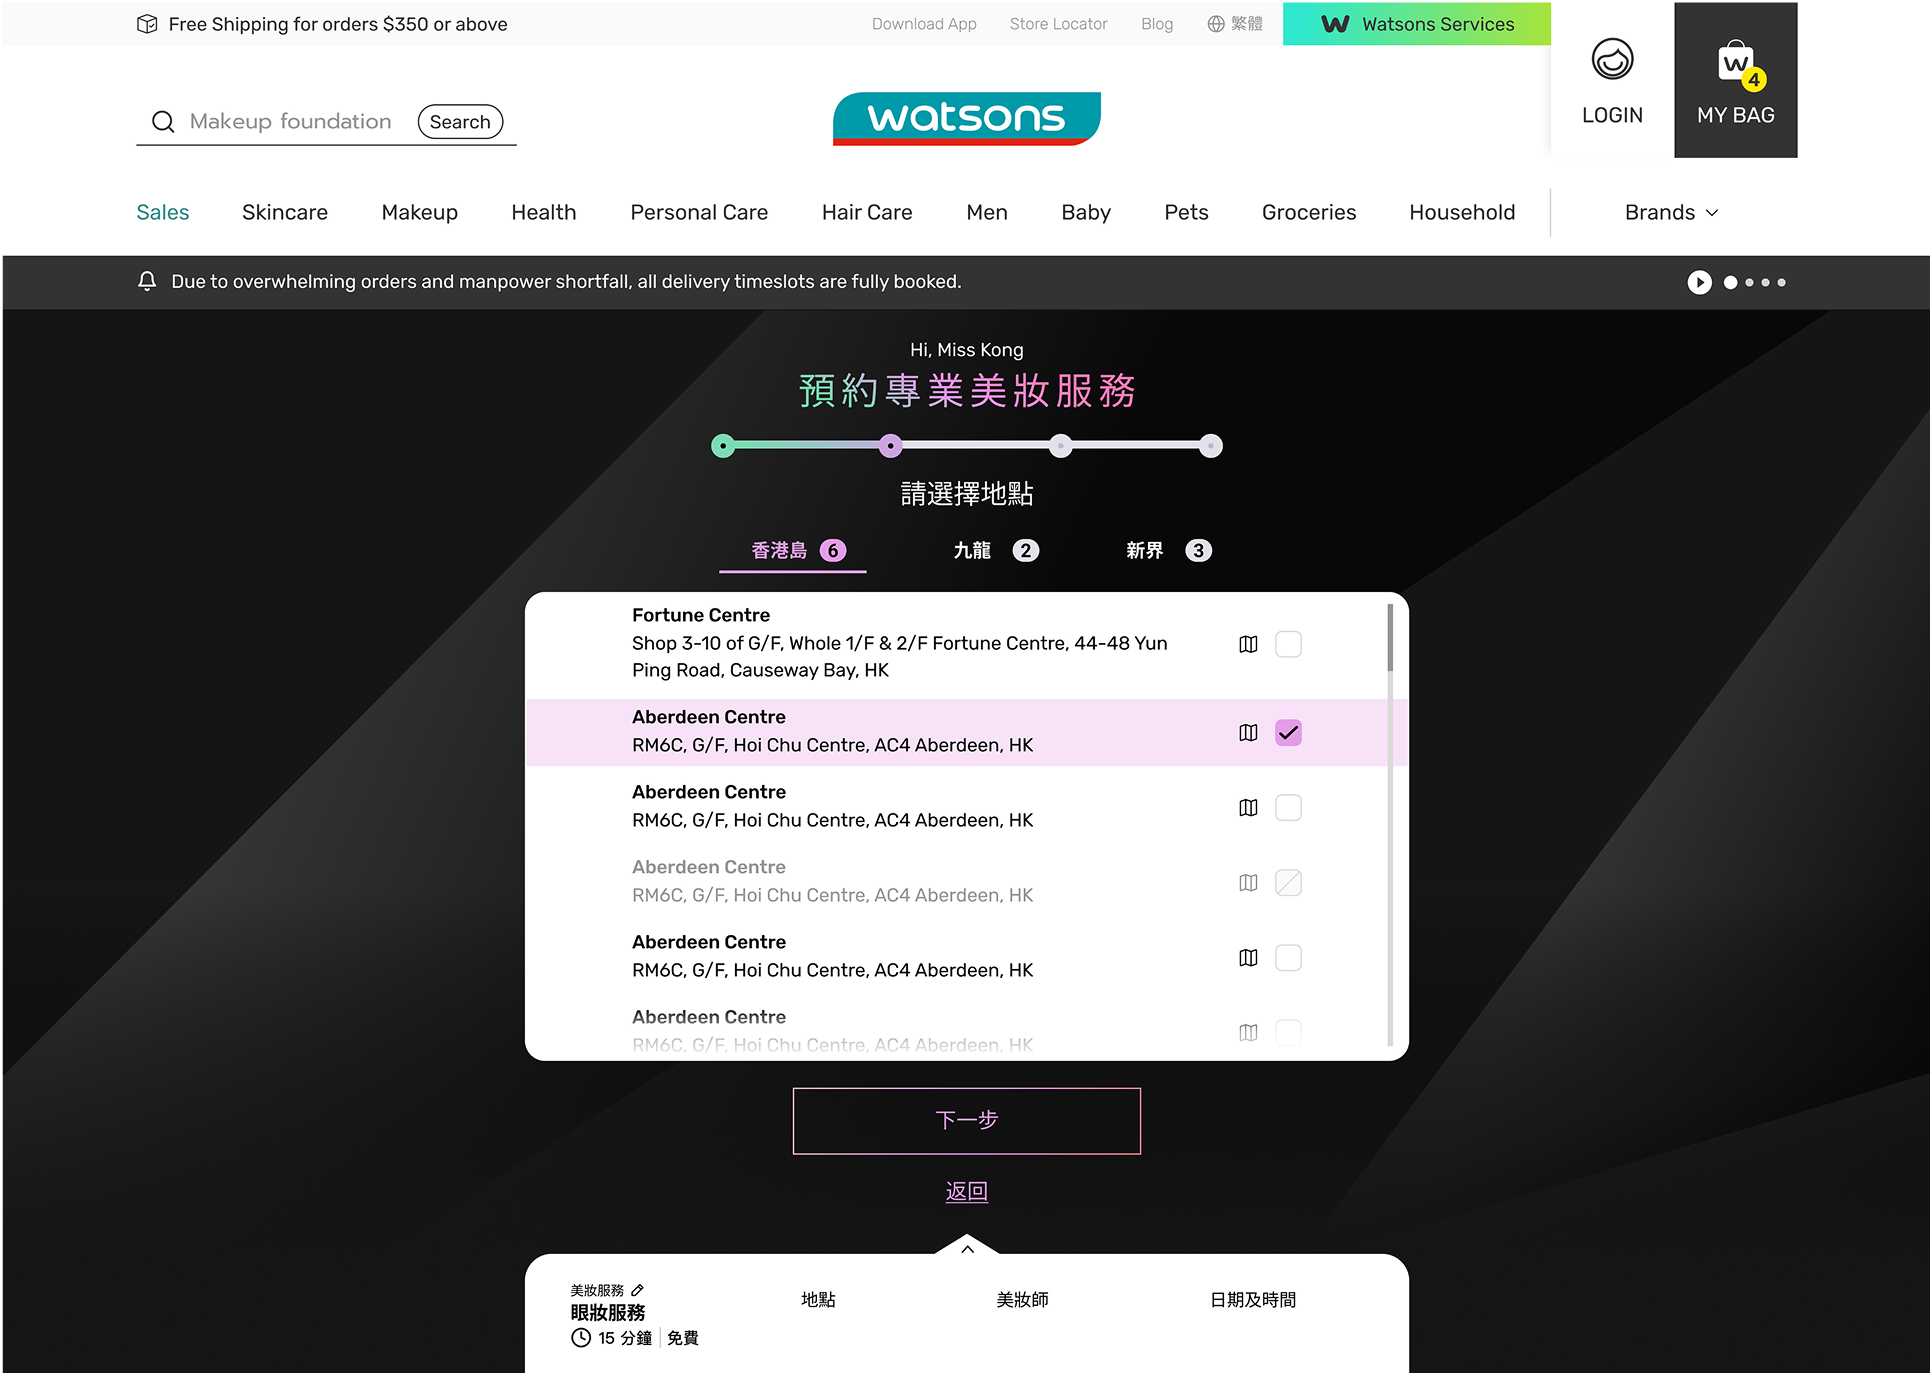 Free Shipping for orders $350 or above
Download App
Store Locator
Blog
繁體
W Watsons Services
LOGIN
W
4
MY BAG
Makeup foundation
Search
watsons
Sales
Skincare
Makeup
Health
Personal Care
Hair Care
Men
Baby
Pets
Groceries
Household
Brands
Due to overwhelming orders and manpower shortfall, all delivery timeslots are fully booked.
Hi, Miss Kong
預約專業美妝服務
請選擇地點
香港島 6
九龍 2
新界 3
Fortune Centre
Shop 3-10 of G/F, Whole 1/F & 2/F Fortune Centre, 44-48 Yun
Ping Road, Causeway Bay, HK
Aberdeen Centre
RM6C, G/F, Hoi Chu Centre, AC4 Aberdeen, HK
Aberdeen Centre
RM6C, G/F, Hoi Chu Centre, AC4 Aberdeen, HK
Aberdeen Centre
RM6C, G/F, Hoi Chu Centre, AC4 Aberdeen, HK
Aberdeen Centre
RM6C, G/F, Hoi Chu Centre, AC4 Aberdeen, HK
Aberdeen Centre
RM6C, G/F, Hoi Chu Centre, AC4 Aberdeen, HK
下一步
返回
美妝服務
眼妝服務
15 分鐘 | 免費
地點
美妝師
日期及時間